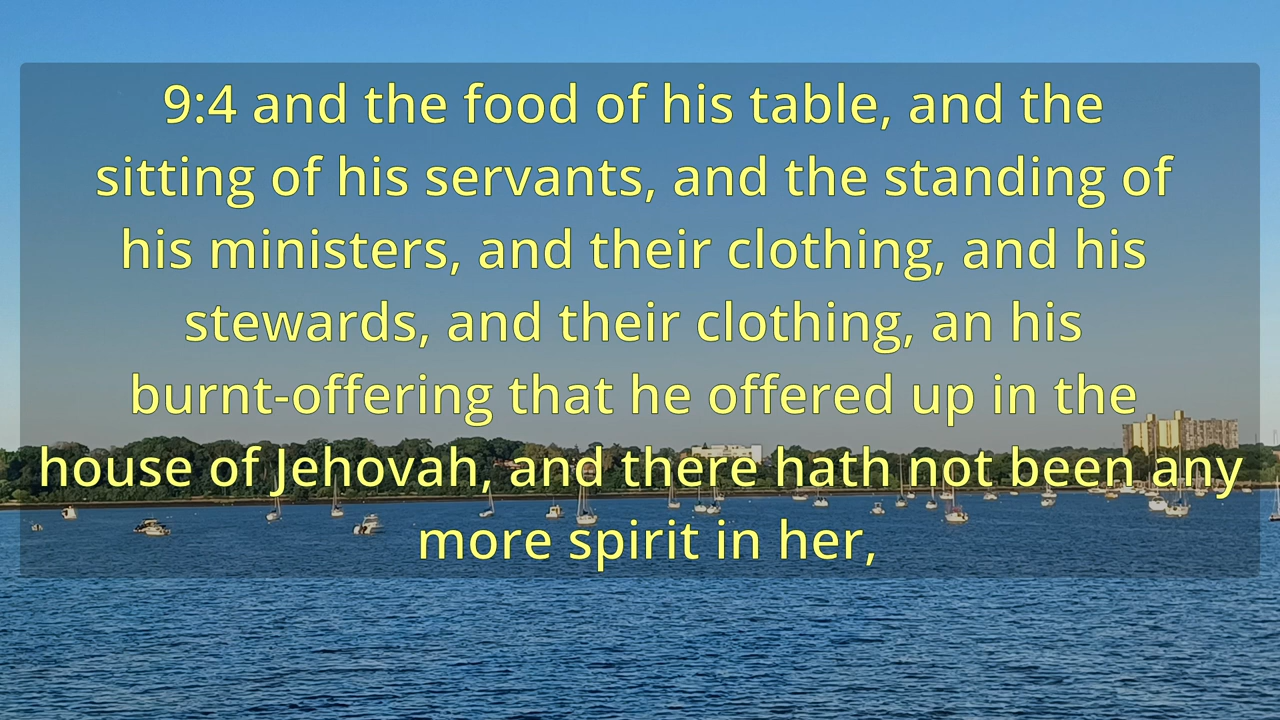 9:4 and the food of his table, and the
sitting of his servants, and the standing of
his ministers, and their clothing, and his
stewards, and their clothing, an his
burnt-offering that he offered up in the
house of Jehovah, and there hath not been any
more spirit in her,